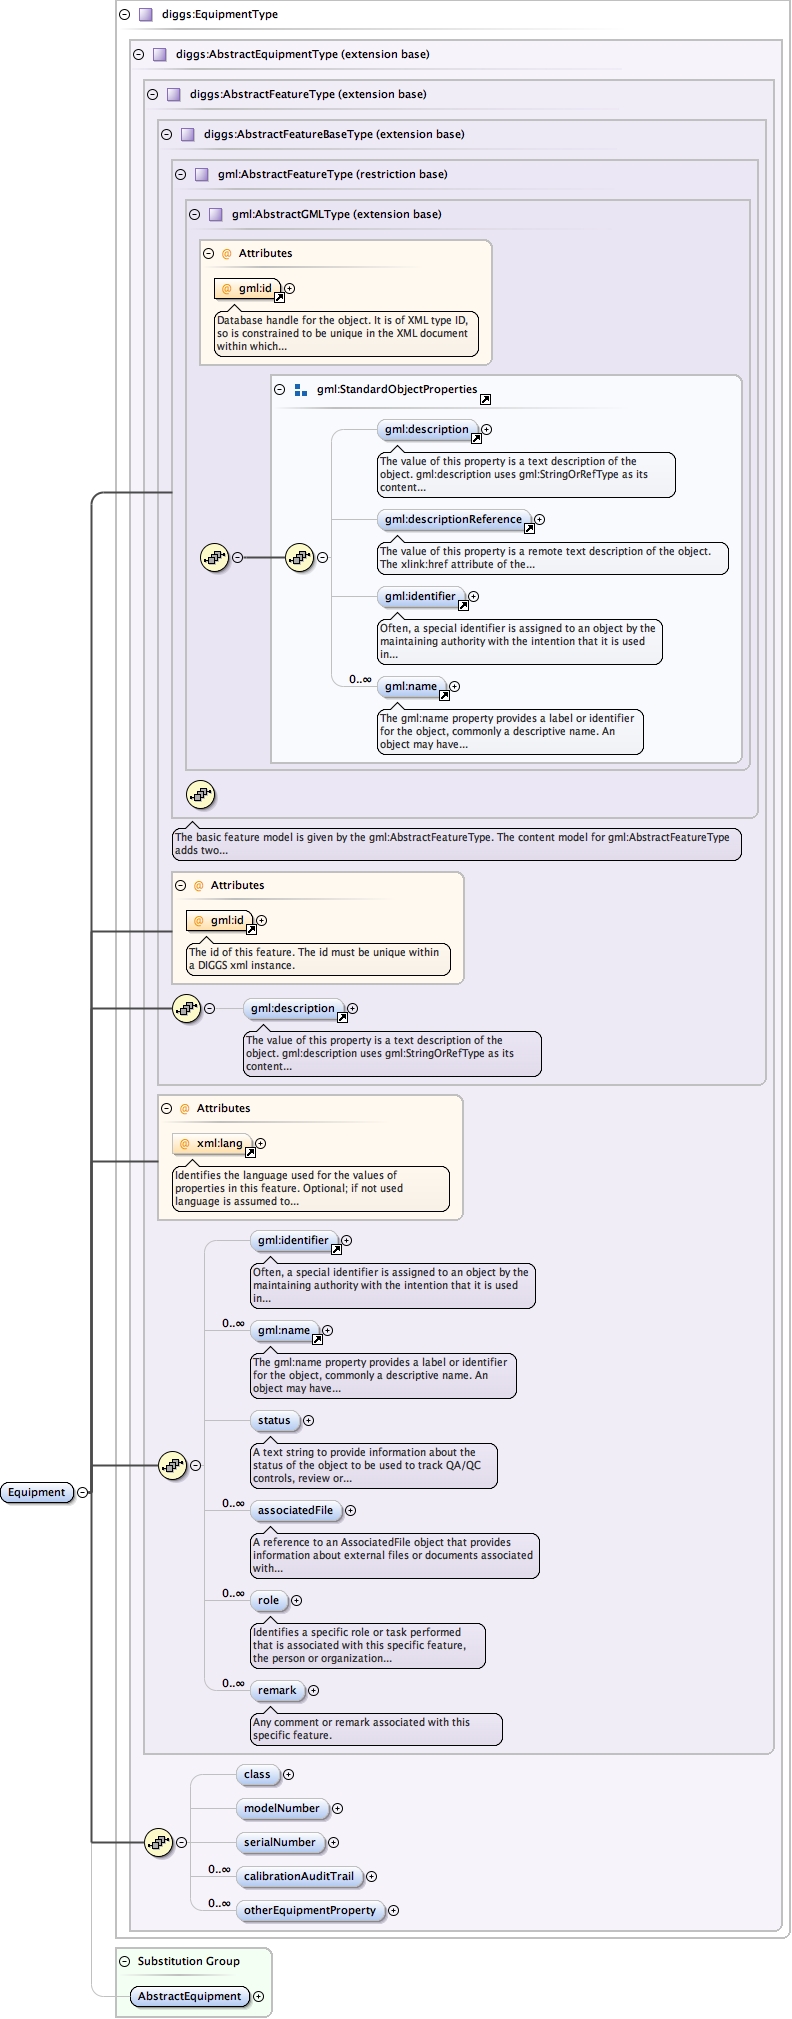 diggs:EquipmentType
diggs:AbstractEquipmentType (extension base)
diggs:AbstractFeatureType (extension base)
diggs:AbstractFeatureBaseType (extension base)
gml:AbstractFeatureType (restriction base)
gml:AbstractGMLType (extension base)
@ Attributes
@ gml:id
Database handle for the object. It is of XML type ID,
so is constrained to be unique in the XML document
within which...
gml:StandardObjectProperties
gml:description
The value of this property is a text description of the
object. gml:description uses gml:StringOrRefType as its
content...
gml:descriptionReference
The value of this property is a remote text description of the object.
The xlink:href attribute of the...
gml:identifier
Often, a special identifier is assigned to an object by the
maintaining authority with the intention that it is used
in...
0..∞ gml:name
The gml:name property provides a label or identifier
for the object, commonly a descriptive name. An
object may have...
The basic feature model is given by the gml:AbstractFeatureType. The content model for gml:AbstractFeatureType
adds two...
@ Attributes
@ gml:id
The id of this feature. The id must be unique within
a DIGGS xml instance.
gml:description
The value of this property is a text description of the
object. gml:description uses gml:StringOrRefType as its
content...
@ Attributes
@ xml:lang
Identifies the language used for the values of
properties in this feature. Optional; if not used
language is assumed to...
gml:identifier
Often, a special identifier is assigned to an object by the
maintaining authority with the intention that it is used
in...
0..∞ gml:name
The gml:name property provides a label or identifier
for the object, commonly a descriptive name. An
object may have...
status
A text string to provide information about the
status of the object to be used to track QA/QC
controls, review or...
Equipment
0..∞ associatedFile
A reference to an AssociatedFile object that provides
information about external files or documents associated
with...
0..∞ role
Identifies a specific role or task performed
that is associated with this specific feature,
the person or organization...
0..∞ remark
Any comment or remark associated with this
specific feature.
class
modelNumber
serialNumber
0..∞ calibrationAuditTrail
0..∞ otherEquipmentProperty
Substitution Group
AbstractEquipment